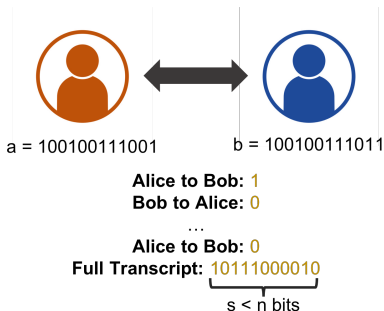 a = 100100111001
b = 100100111011
Alice to Bob: 1
Bob to Alice: 0
...
Alice to Bob: 0
Full Transcript: 10111000010
s < n bits